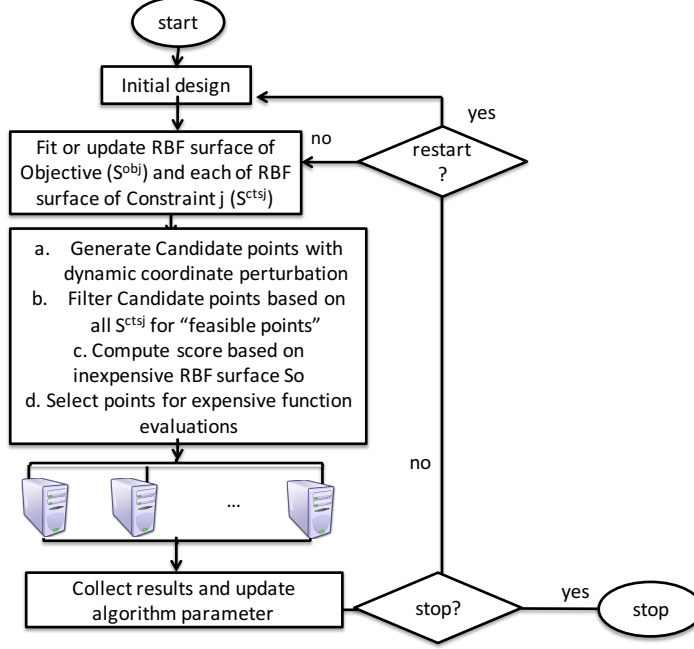 start
Initial design
yes
no
restart
?
Fit or update RBF surface of
Objective (S^obj) and each of RBF
surface of Constraint j (S^ctsj)
a. Generate Candidate points with
dynamic coordinate perturbation
b. Filter Candidate points based on
all S^ctsj for “feasible points”
c. Compute score based on
inexpensive RBF surface So
d. Select points for expensive function
evaluations
no
...
Collect results and update
algorithm parameter
stop?
yes
stop